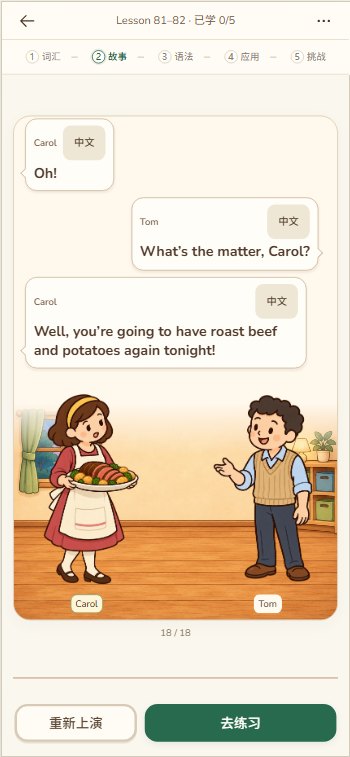 Lesson 81–82 · 已学 0/5
1 词汇 – 2 故事 – 3 语法 – 4 应用 – 5 挑战
Carol 中文
Oh!
Tom 中文
What's the matter, Carol?
Carol 中文
Well, you're going to have roast beef
and potatoes again tonight!
Carol Tom
18 / 18
重新上演 去练习